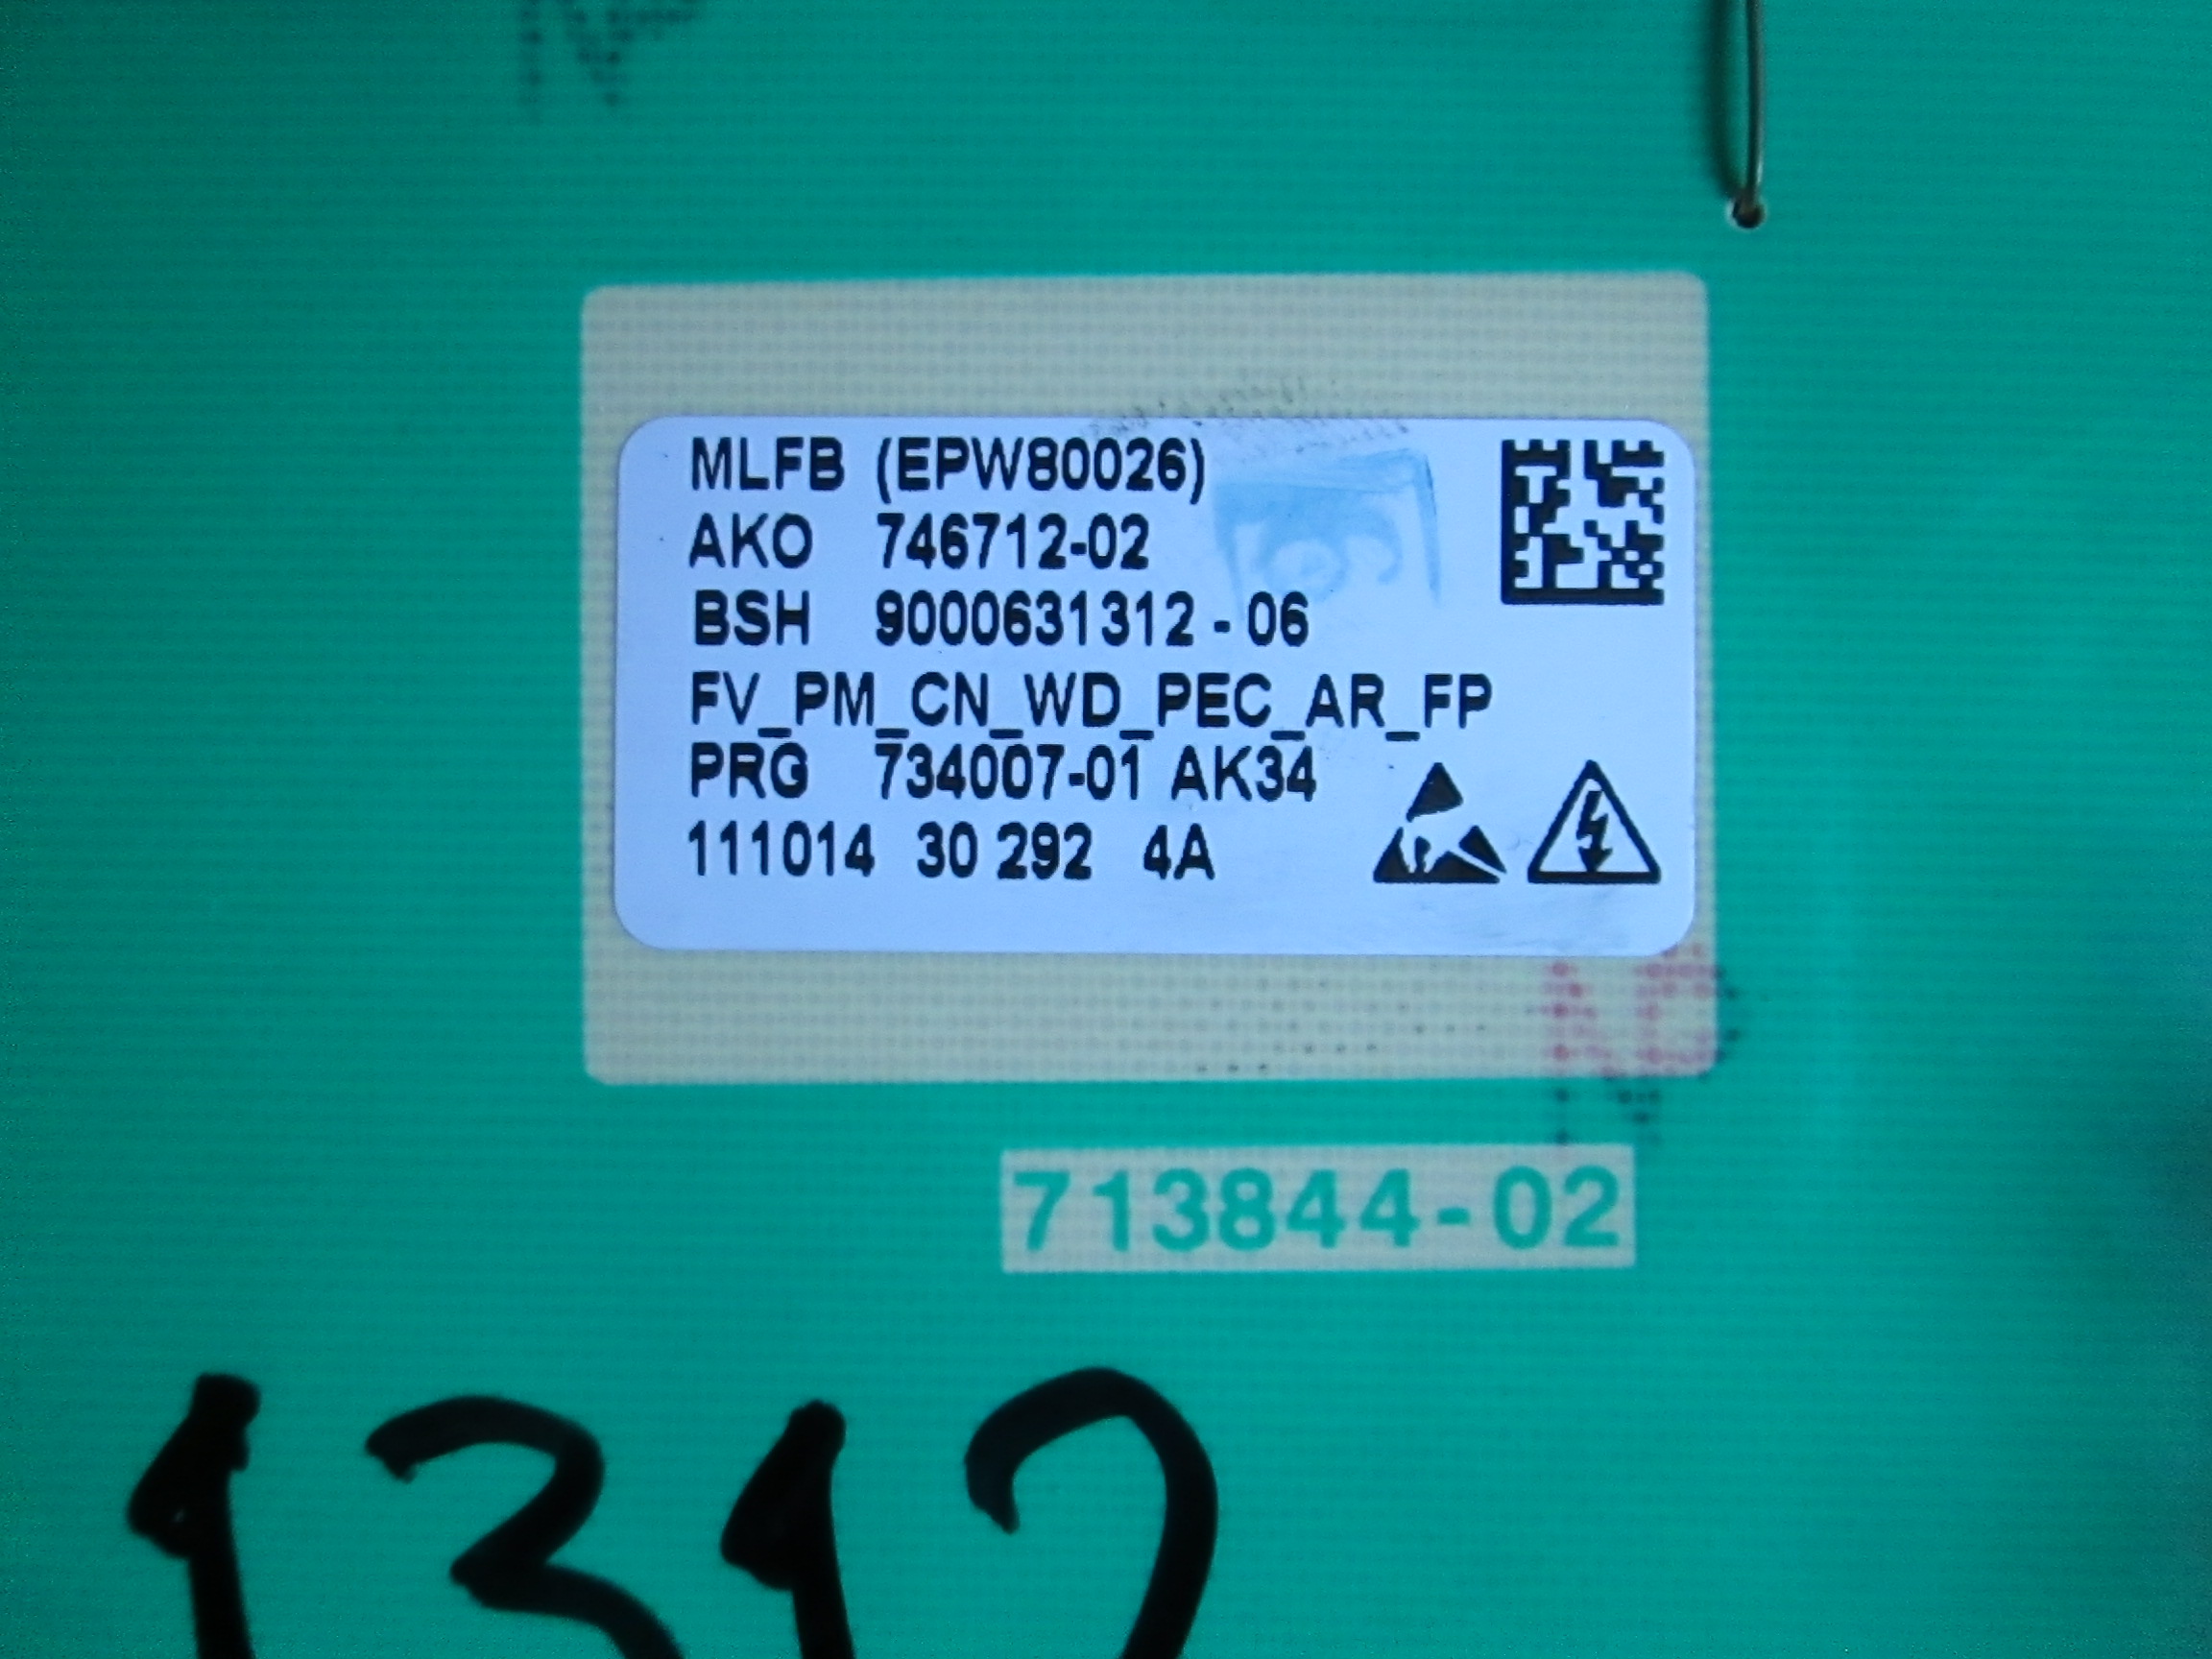 MLFB (EPW80026)
AKO 746712-02
BSH 9000631312 - 06
FV_PM_CN_WD_PEC_AR_FP
PRG 734007-01 AK34
111014 30 292 4A
713844-02
1312